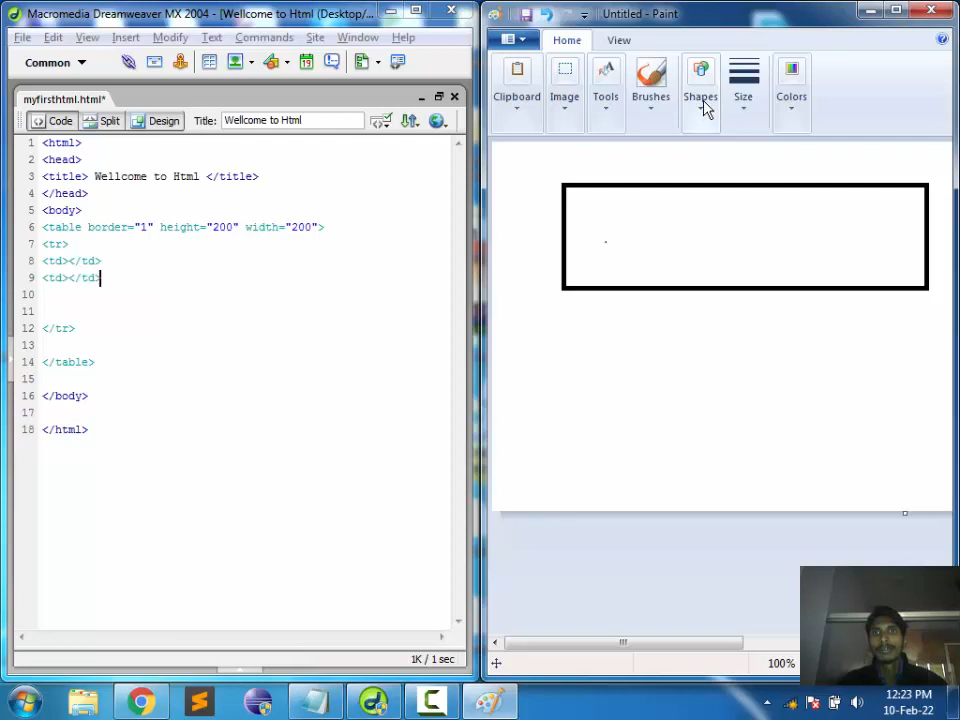 Macromedia Dreamweaver MX 2004 - [Wellcome to Html (Desktop/...
File Edit View Insert Modify Text Commands Site Window Help
Common
myfirsthtml.html*
Code Split Design Title: Wellcome to Html
1 <html>
2 <head>
3 <title> Wellcome to Html </title>
4 </head>
5 <body>
6 <table border="1" height="200" width="200">
7 <tr>
8 <td></td>
9 <td></td>
10
11
12 </tr>
13
14 </table>
15
16 </body>
17
18 </html>
1K / 1 sec
Untitled - Paint
Home View
Clipboard Image Tools Brushes Shapes Size Colors
100%
12:23 PM
10-Feb-22